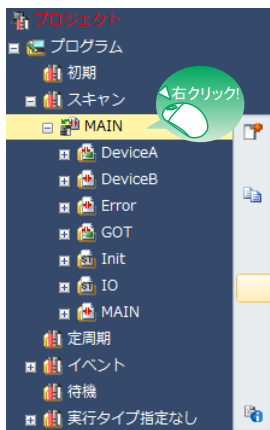 プロジェクト
プログラム
初期
スキャン
右クリック!
MAIN
DeviceA
DeviceB
Error
GOT
Init
IO
MAIN
定周期
イベント
待機
実行タイプ指定なし